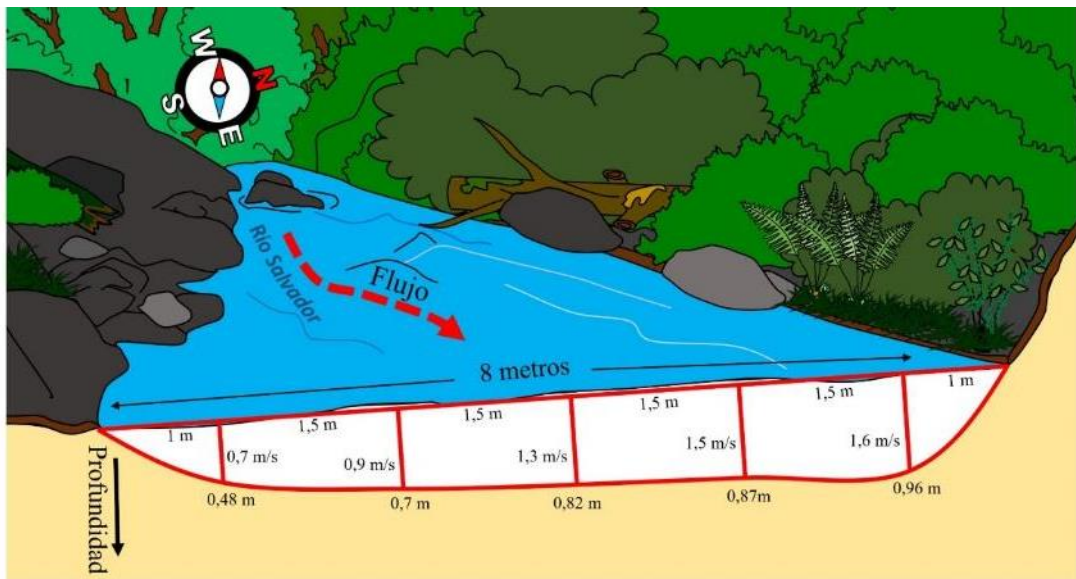 W
N
S
E
Río Salvador
Flujo
8 metros
1 m
1,5 m
1,5 m
1,5 m
1,5 m
1 m
0,7 m/s
0,9 m/s
1,3 m/s
1,5 m/s
1,6 m/s
0,48 m
0,7 m
0,82 m
0,87m
0,96 m
Profundidad